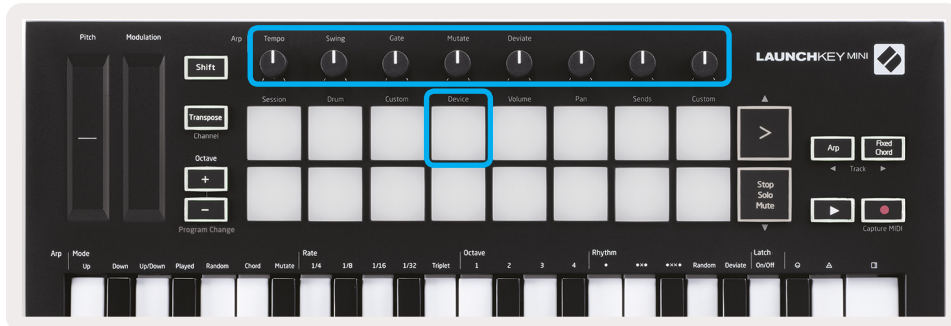 Pitch Modulation Arp Tempo Swing Gate Mutate Deviate
LAUNCHKEY MINI
Shift
Session Drum Custom Device Volume Pan Sends Custom
Transpose
Channel
Octave
+
−
Program Change
>
Stop
Solo
Mute
Arp
Fixed
Chord
Track
Capture MIDI
Arp Mode Rate Octave Rhythm Latch
Up Down Up/Down Played Random Chord Mutate 1/4 1/8 1/16 1/32 Triplet 1 2 3 4 Random Deviate On/Off